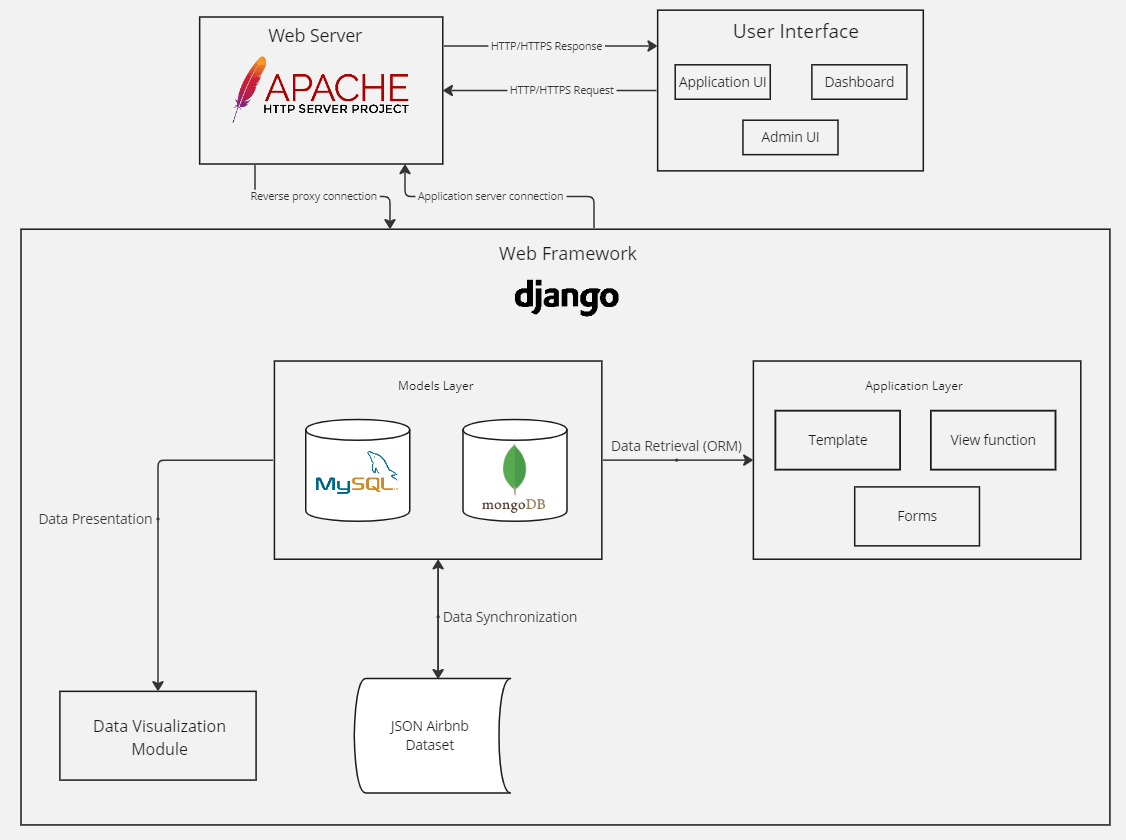 Web Server
APACHE
HTTP SERVER PROJECT
HTTP/HTTPS Response
HTTP/HTTPS Request
User Interface
Application UI
Dashboard
Admin UI
Reverse proxy connection
Application server connection
Web Framework
django
Models Layer
MySQL
mongoDB
Data Retrieval (ORM)
Application Layer
Template
View function
Forms
Data Presentation
Data Synchronization
Data Visualization
Module
JSON Airbnb
Dataset